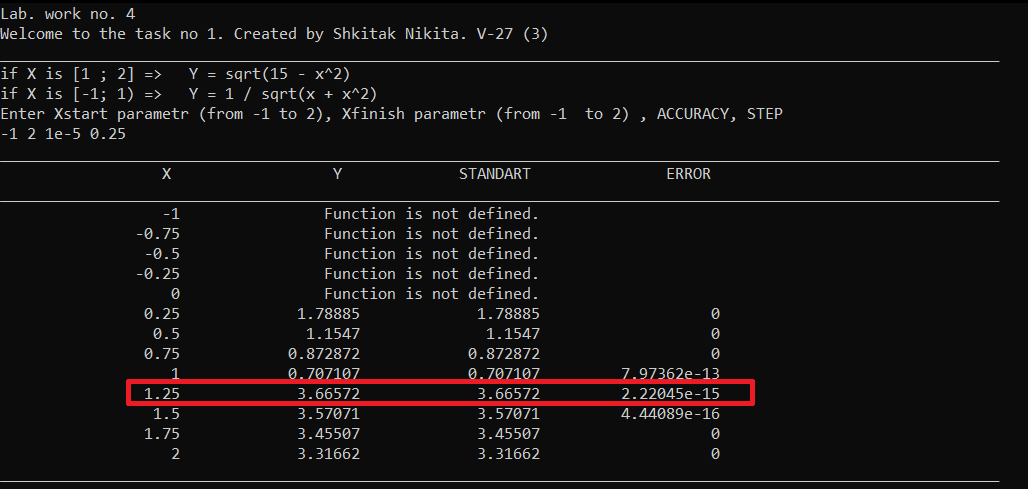 Lab. work no. 4
Welcome to the task no 1. Created by Shkitak Nikita. V-27 (3)
if X is [1 ; 2] => Y = sqrt(15 - x^2)
if X is [-1; 1) => Y = 1 / sqrt(x + x^2)
Enter Xstart parametr (from -1 to 2), Xfinish parametr (from -1 to 2) , ACCURACY, STEP
-1 2 1e-5 0.25
X Y STANDART ERROR
-1 Function is not defined.
-0.75 Function is not defined.
-0.5 Function is not defined.
-0.25 Function is not defined.
0 Function is not defined.
0.25 1.78885 1.78885 0
0.5 1.1547 1.1547 0
0.75 0.872872 0.872872 0
1 0.707107 0.707107 7.97362e-13
1.25 3.66572 3.66572 2.22045e-15
1.5 3.57071 3.57071 4.44089e-16
1.75 3.45507 3.45507 0
2 3.31662 3.31662 0